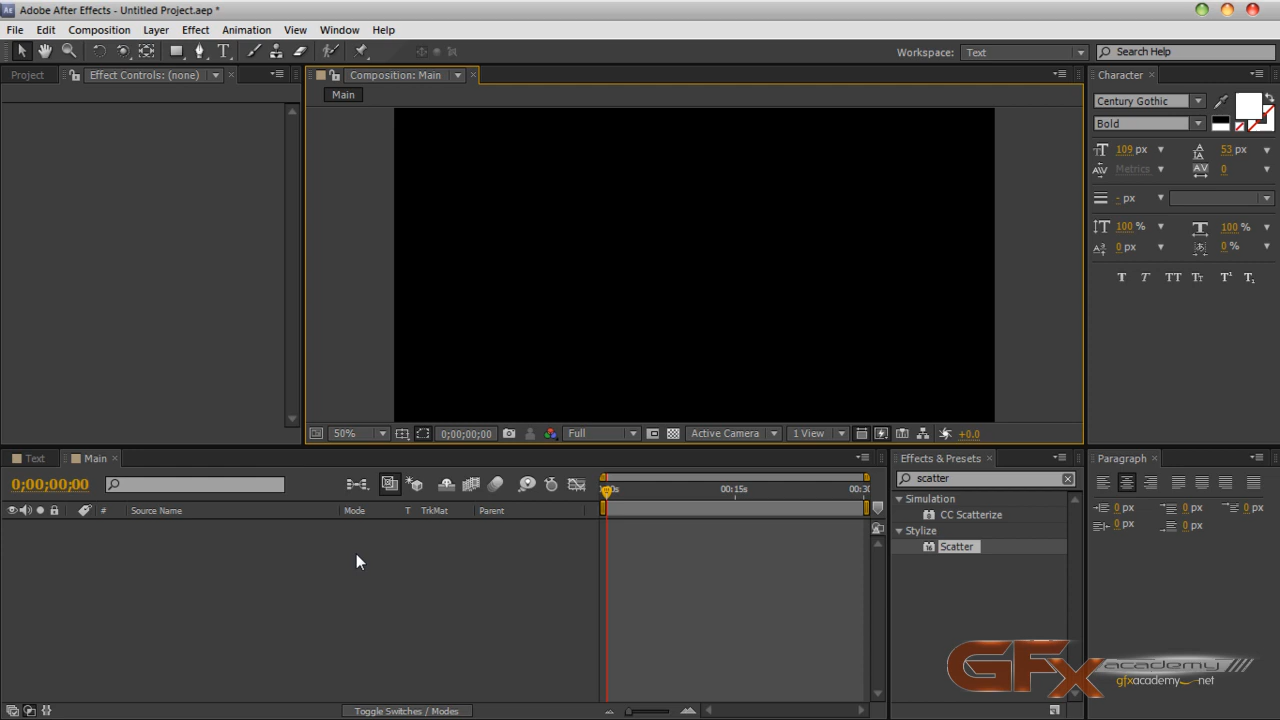 Adobe After Effects - Untitled Project.aep *
File Edit Composition Layer Effect Animation View Window Help
Workspace: Text Search Help
Project Effect Controls: (none) Composition: Main Character
Main
Century Gothic
Bold
109 px 53 px
Metrics 0
- px
100 % 100 %
0 px 0 %
T T TT Tt T¹ T₁
50% 0;00;00;00 Full Active Camera 1 View +0.0
Text Main Effects & Presets Paragraph
0;00;00;00 scatter
00:15s
# Source Name Mode T TrkMat Parent
Simulation
CC Scatterize
Stylize
Scatter
0 px 0 px 0 px
0 px 0 px
GFX academy
gfxacademy net
Toggle Switches / Modes